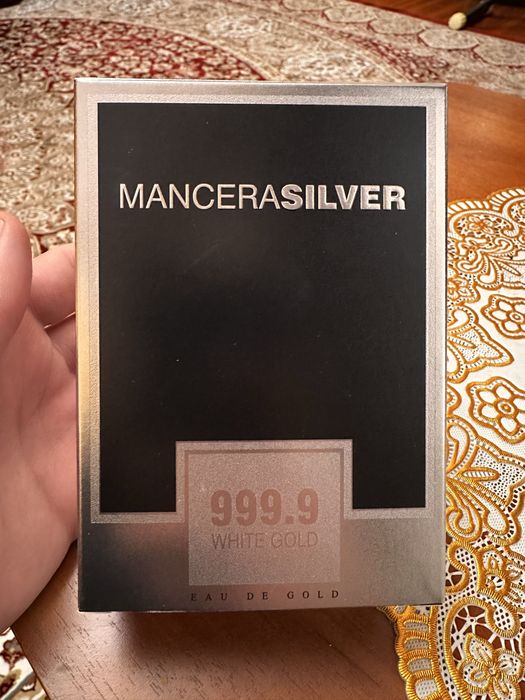 MANCERASILVER
999.9
WHITE GOLD
EAU DE GOLD